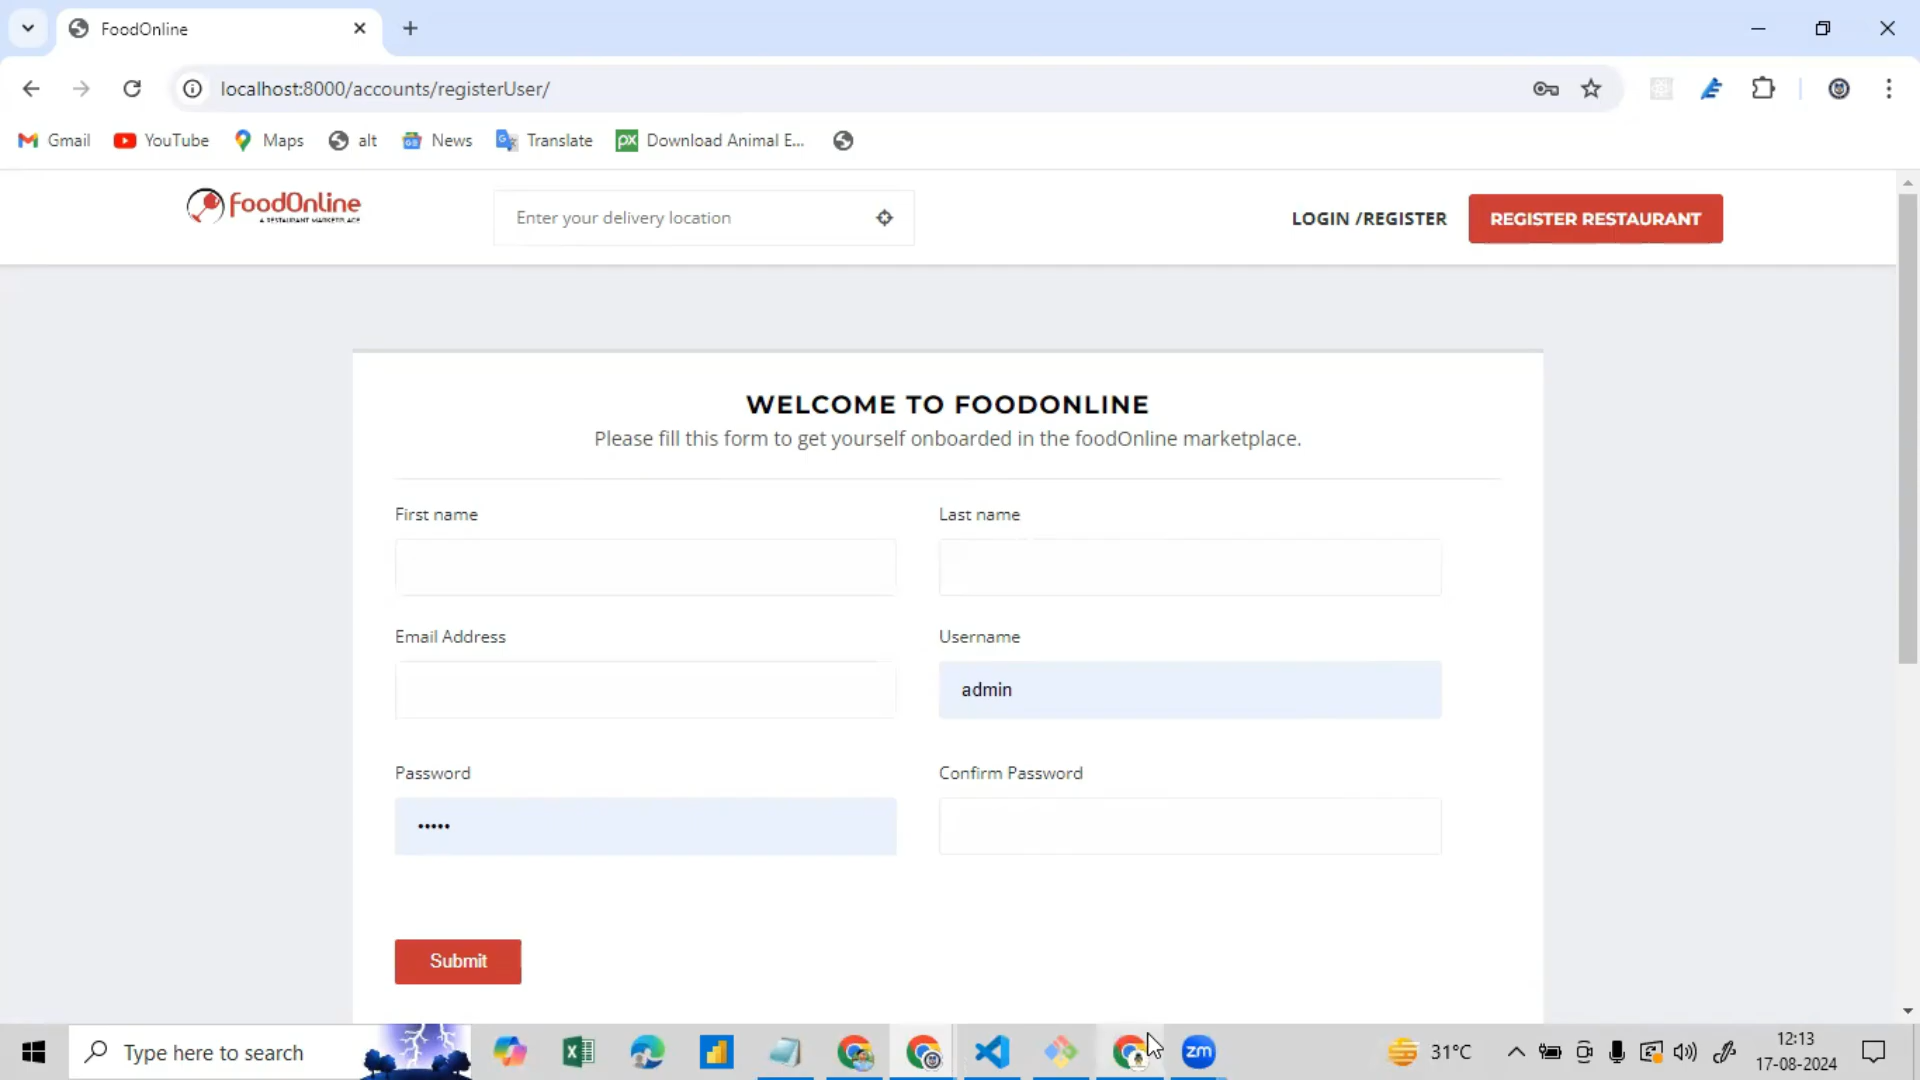 FoodOnline
localhost:8000/accounts/registerUser/
Gmail YouTube Maps alt News Translate Download Animal E...
foodOnline
A RESTAURANT MARKETPLACE
Enter your delivery location
LOGIN /REGISTER
REGISTER RESTAURANT
WELCOME TO FOODONLINE
Please fill this form to get yourself onboarded in the foodOnline marketplace.
First name Last name
Email Address Username
admin
Password Confirm Password
•••••
Submit
Type here to search
zm
31°C
12:13
17-08-2024